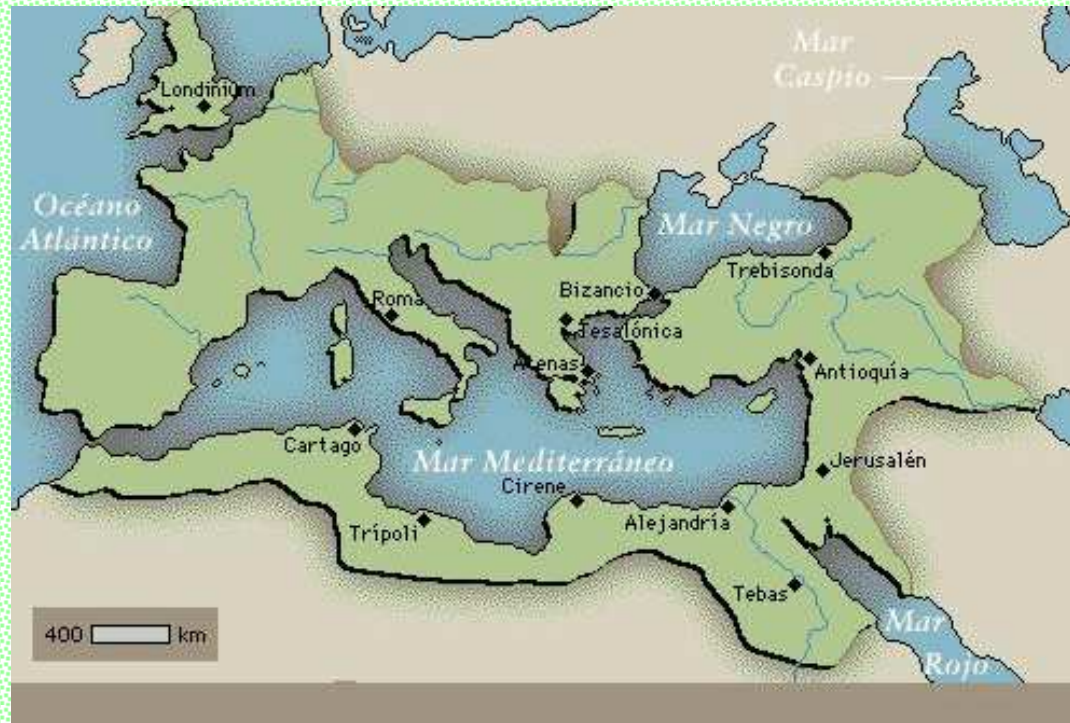 Mar
Caspio
Londinium
Océano
Atlántico
Mar Negro
Trebisonda
Bizancio
Roma
Tesalónica
Atenas
Antioquía
Cartago
Mar Mediterráneo
Jerusalén
Cirene
Trípoli
Alejandría
Tebas
Mar
Rojo
400 km